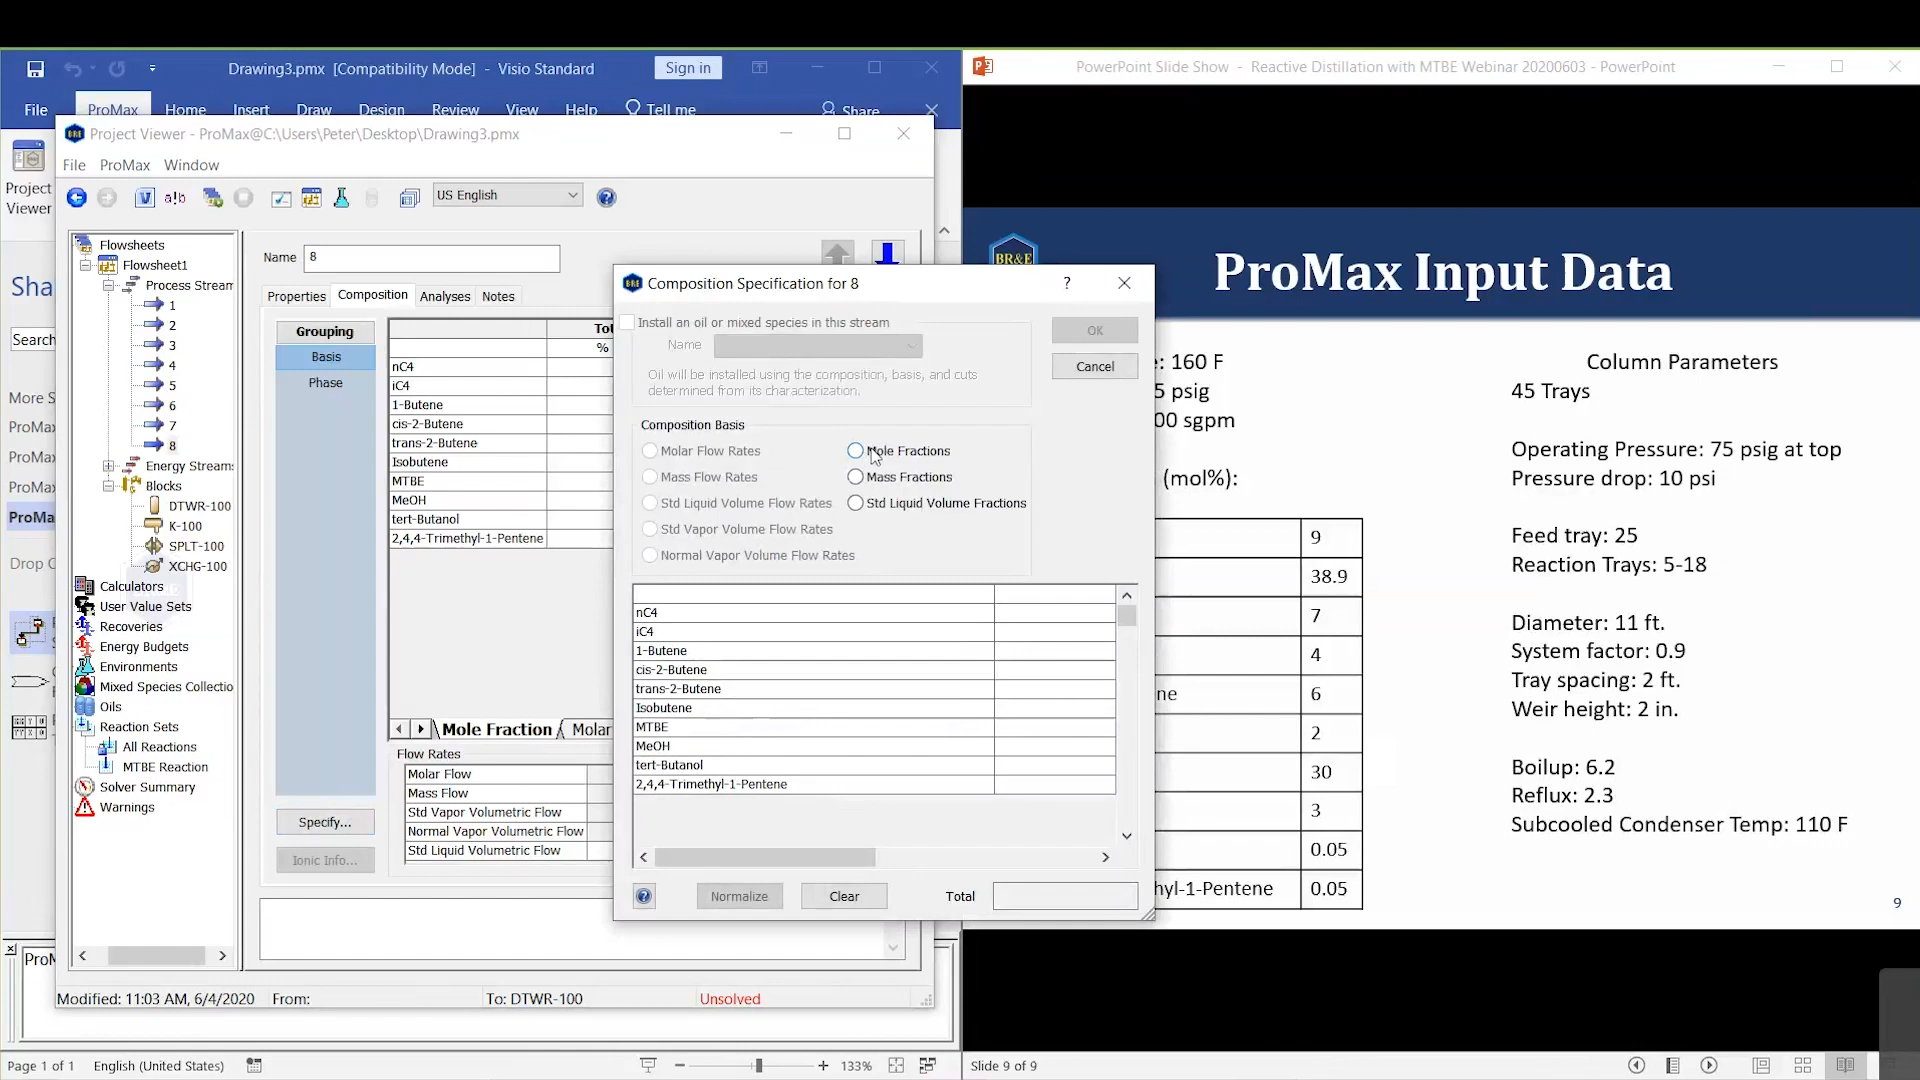 Drawing3.pmx [Compatibility Mode] - Visio Standard
Sign in
File ProMax Home Insert Draw Design Review View Help Tell me Share
Project Viewer - ProMax@C:\Users\Peter\Desktop\Drawing3.pmx
File ProMax Window
V a!b US English
Project
Viewer
Sha
Search
More S
ProMa
ProMa
ProMa
ProMa
Drop C
ProM
Flowsheets
Flowsheet1
Process Stream
1
2
3
4
5
6
7
8
Energy Streams
Blocks
DTWR-100
K-100
SPLT-100
XCHG-100
Calculators
User Value Sets
Recoveries
Energy Budgets
Environments
Mixed Species Collectio
Oils
Reaction Sets
All Reactions
MTBE Reaction
Solver Summary
Warnings
Name 8
Properties Composition Analyses Notes
Grouping
Basis
Phase
Tot
%
nC4
iC4
1-Butene
cis-2-Butene
trans-2-Butene
Isobutene
MTBE
MeOH
tert-Butanol
2,4,4-Trimethyl-1-Pentene
Mole Fraction Molar
Flow Rates
Molar Flow
Mass Flow
Std Vapor Volumetric Flow
Normal Vapor Volumetric Flow
Std Liquid Volumetric Flow
Specify...
Ionic Info...
Modified: 11:03 AM, 6/4/2020 From: To: DTWR-100 Unsolved
Page 1 of 1 English (United States) 133%
Composition Specification for 8 ?
Install an oil or mixed species in this stream
Name
Oil will be installed using the composition, basis, and cuts
determined from its characterization.
OK
Cancel
Composition Basis
Molar Flow Rates Mole Fractions
Mass Flow Rates Mass Fractions
Std Liquid Volume Flow Rates Std Liquid Volume Fractions
Std Vapor Volume Flow Rates
Normal Vapor Volume Flow Rates
nC4
iC4
1-Butene
cis-2-Butene
trans-2-Butene
Isobutene
MTBE
MeOH
tert-Butanol
2,4,4-Trimethyl-1-Pentene
Normalize Clear Total
PowerPoint Slide Show - Reactive Distillation with MTBE Webinar 20200603 - PowerPoint
BR&E
ProMax Input Data
e: 160 F
5 psig
00 sgpm
(mol%):
9
38.9
7
4
ne 6
2
30
3
0.05
hyl-1-Pentene 0.05
Column Parameters
45 Trays
Operating Pressure: 75 psig at top
Pressure drop: 10 psi
Feed tray: 25
Reaction Trays: 5-18
Diameter: 11 ft.
System factor: 0.9
Tray spacing: 2 ft.
Weir height: 2 in.
Boilup: 6.2
Reflux: 2.3
Subcooled Condenser Temp: 110 F
9
Slide 9 of 9